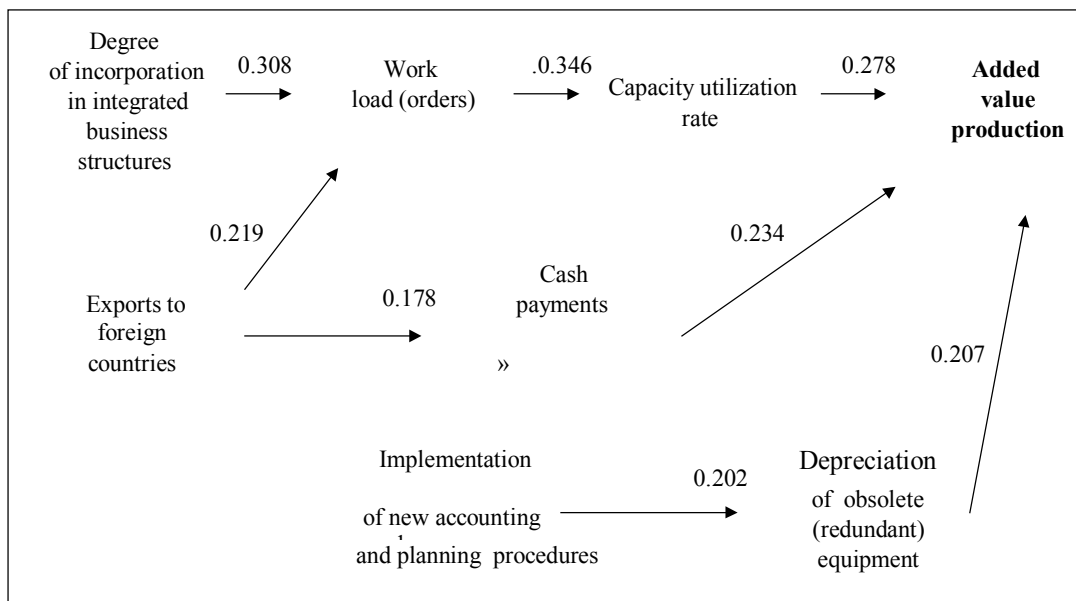 Degree
of incorporation
in integrated
business
structures
0.308
Work
load (orders)
.0.346
Capacity utilization
rate
0.278
Added
value
production
0.219
0.234
Exports to
foreign
countries
0.178
Cash
payments
»
0.207
Implementation
of new accounting
and planning procedures
0.202
Depreciation
of obsolete
(redundant)
equipment